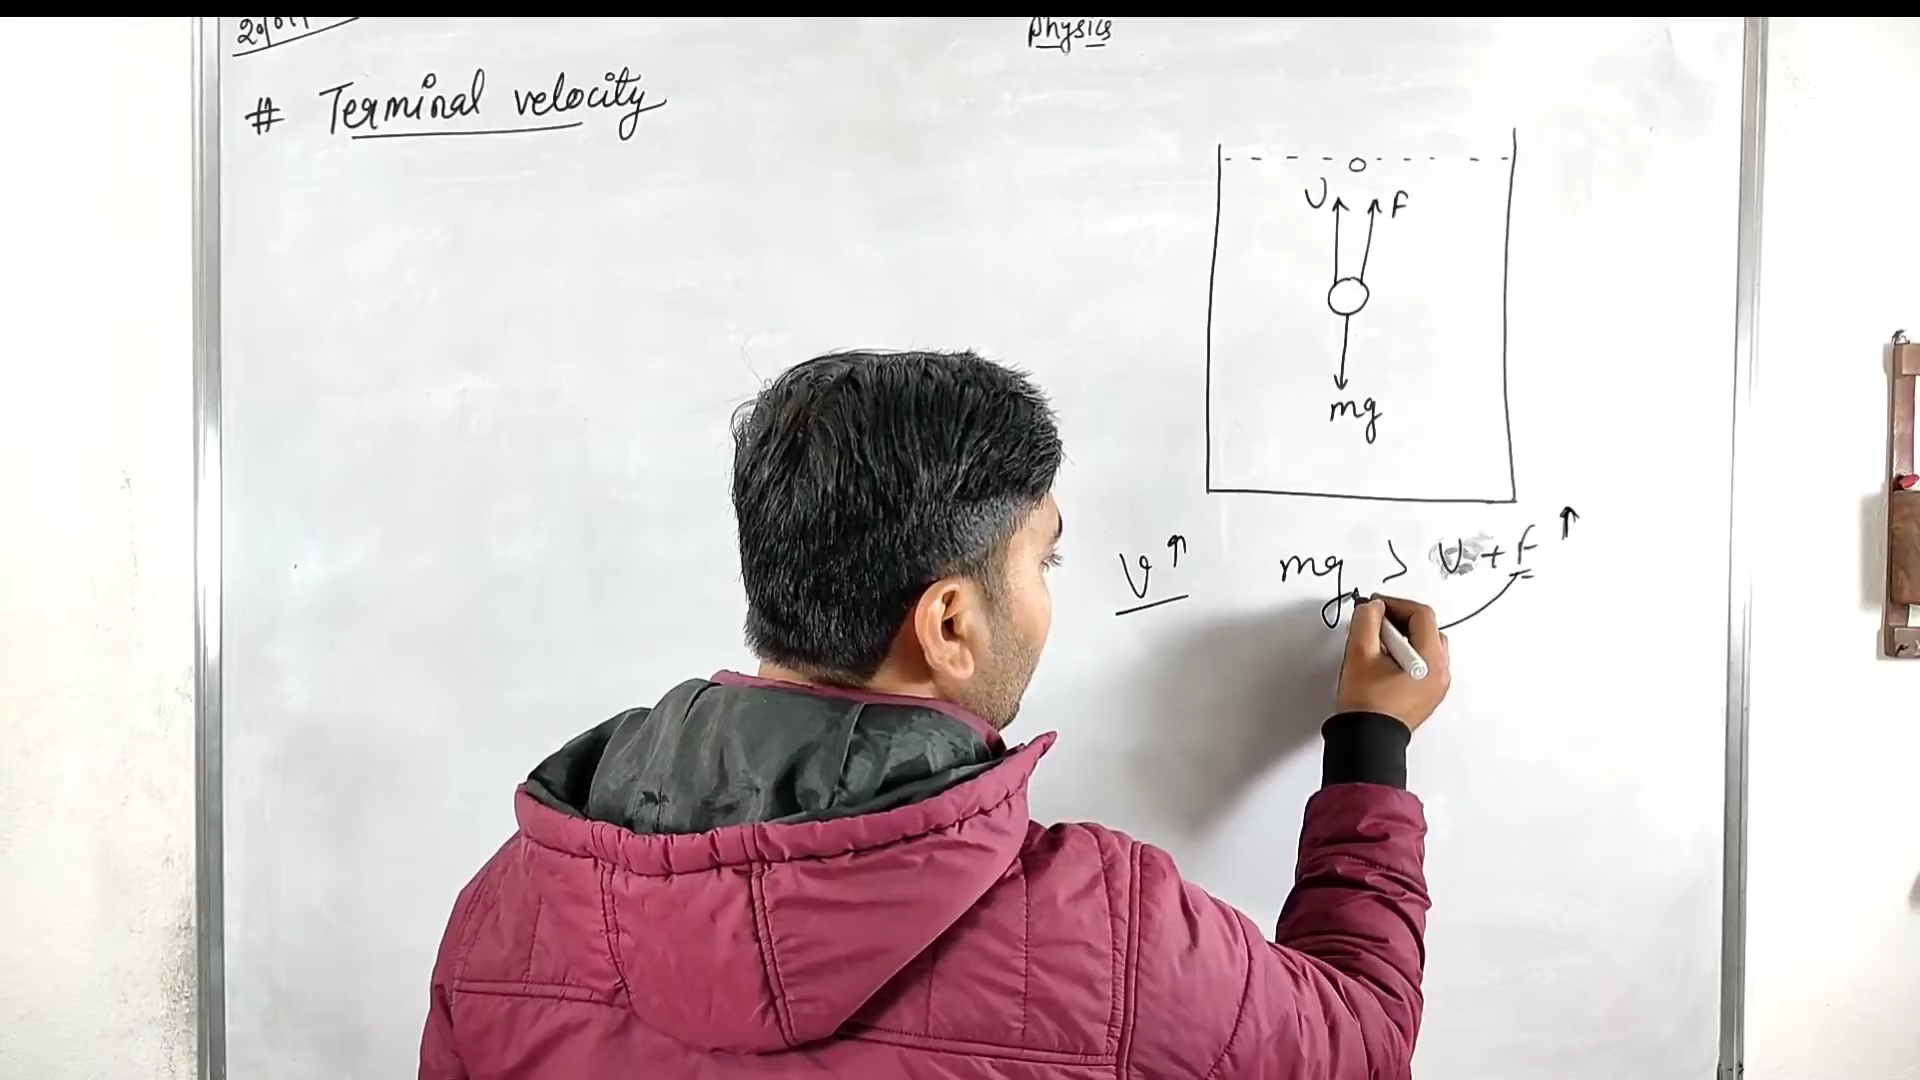 Physics
# Terminal velocity
U F
mg
v↑ mg > U + F ↑